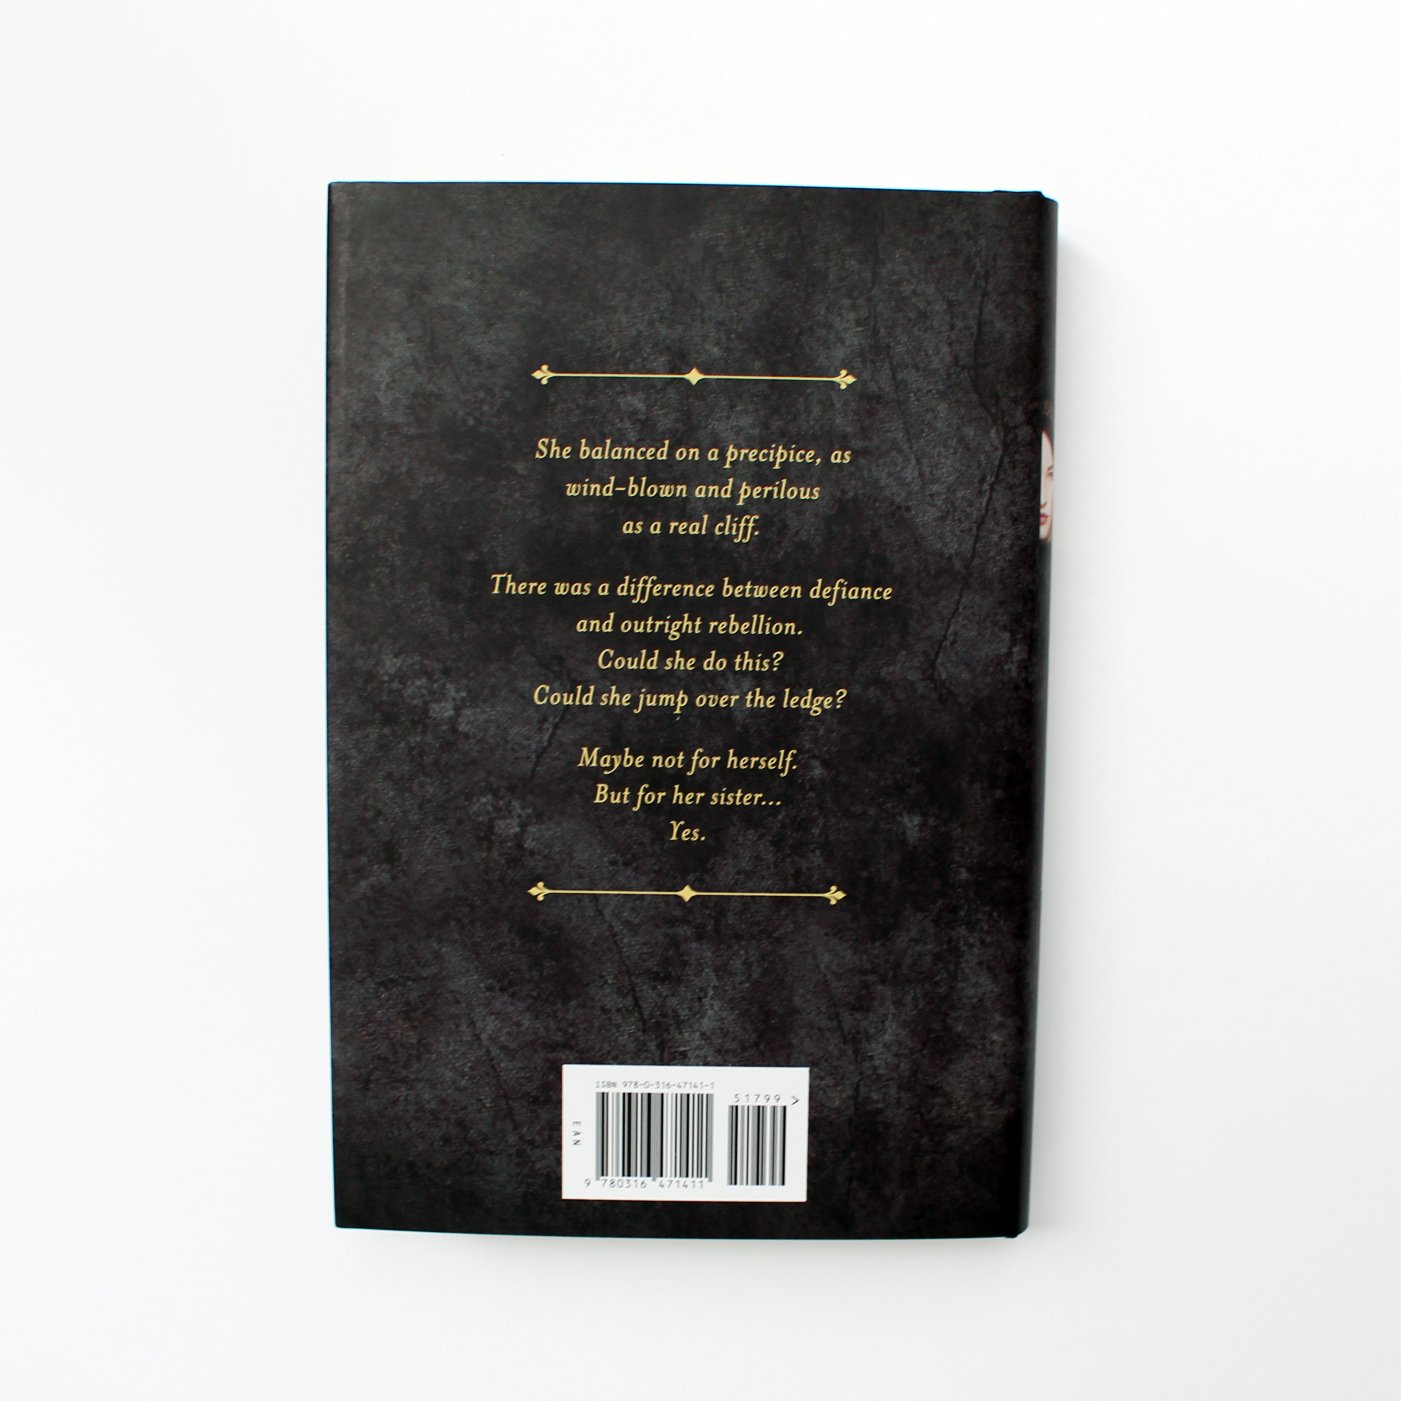 She balanced on a precipice, as
wind-blown and perilous
as a real cliff.
There was a difference between defiance
and outright rebellion.
Could she do this?
Could she jump over the ledge?
Maybe not for herself.
But for her sister...
Yes.
ISBN 978-0-316-47141-1
51799 >
EAN
9 780316 471411